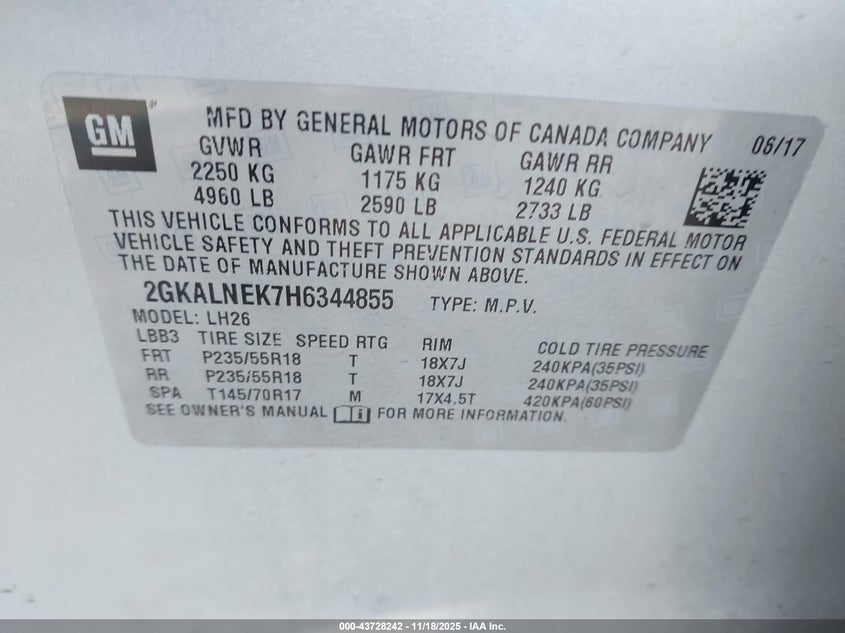 GM
MFD BY GENERAL MOTORS OF CANADA COMPANY 06/17
GVWR GAWR FRT GAWR RR
2250 KG 1175 KG 1240 KG
4960 LB 2590 LB 2733 LB
THIS VEHICLE CONFORMS TO ALL APPLICABLE U.S. FEDERAL MOTOR
VEHICLE SAFETY AND THEFT PREVENTION STANDARDS IN EFFECT ON
THE DATE OF MANUFACTURE SHOWN ABOVE.
2GKALNEK7H6344855 TYPE: M.P.V.
MODEL: LH26
LBB3 TIRE SIZE SPEED RTG RIM COLD TIRE PRESSURE
FRT P235/55R18 T 18X7J 240KPA(35PSI)
RR P235/55R18 T 18X7J 240KPA(35PSI)
SPA T145/70R17 M 17X4.5T 420KPA(60PSI)
SEE OWNER'S MANUAL FOR MORE INFORMATION.
000-43728242 - 11/18/2025 - IAA Inc.